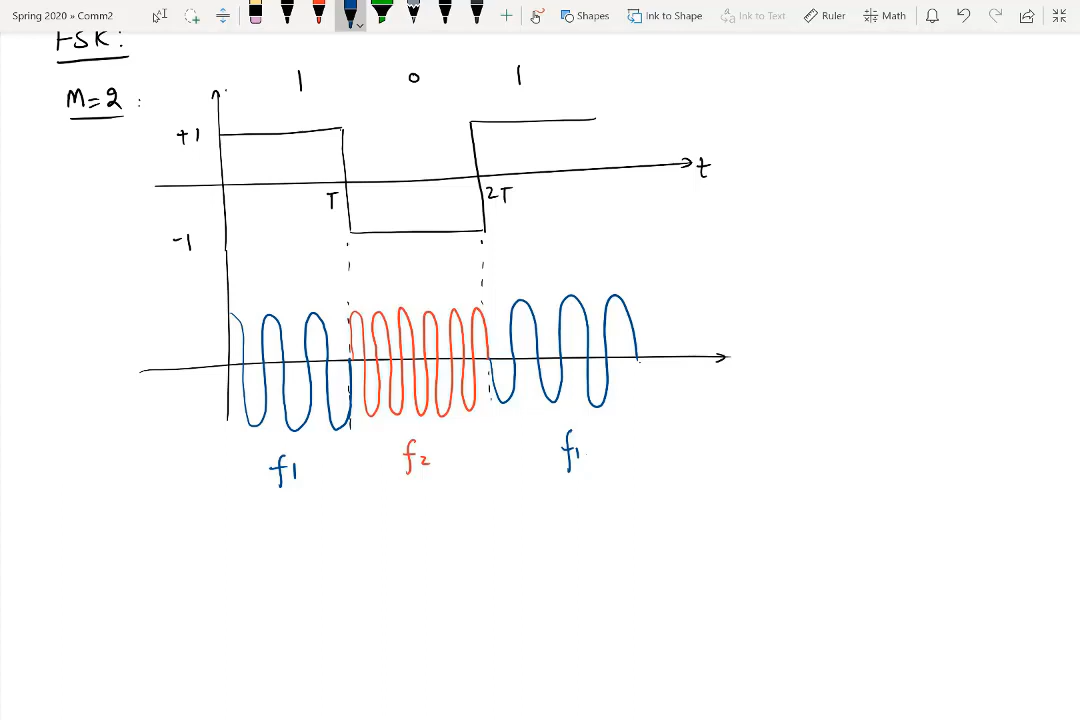 Spring 2020 » Comm2
Shapes
Ink to Shape
Ink to Text
Ruler
Math
FSK:
M=2 :
1 0 1
+1
t
T
2T
-1
f1
f2
f1